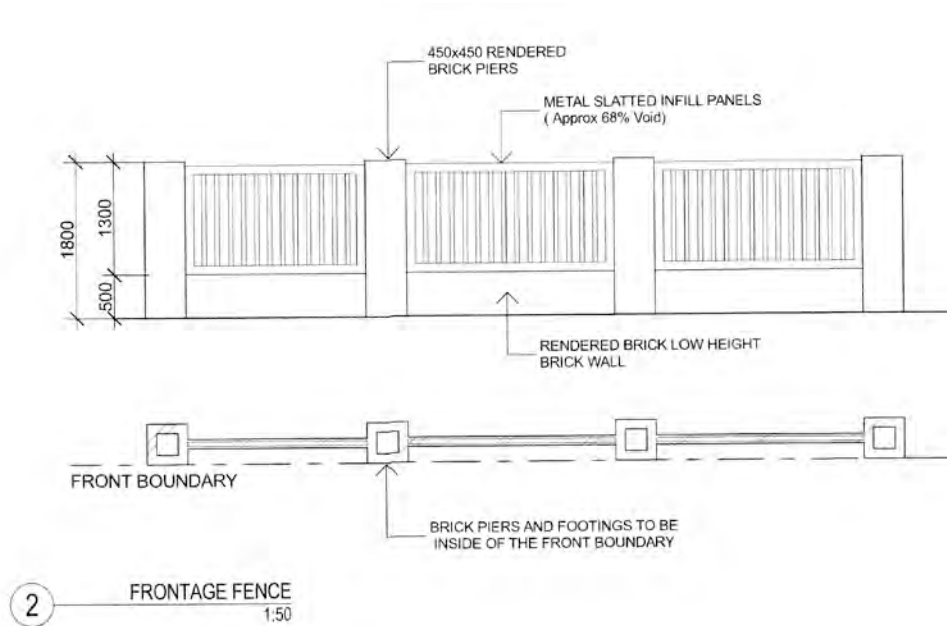 450x450 RENDERED
BRICK PIERS
METAL SLATTED INFILL PANELS
( Approx 68% Void)
1800
1300
500
RENDERED BRICK LOW HEIGHT
BRICK WALL
FRONT BOUNDARY
BRICK PIERS AND FOOTINGS TO BE
INSIDE OF THE FRONT BOUNDARY
2
FRONTAGE FENCE
1:50